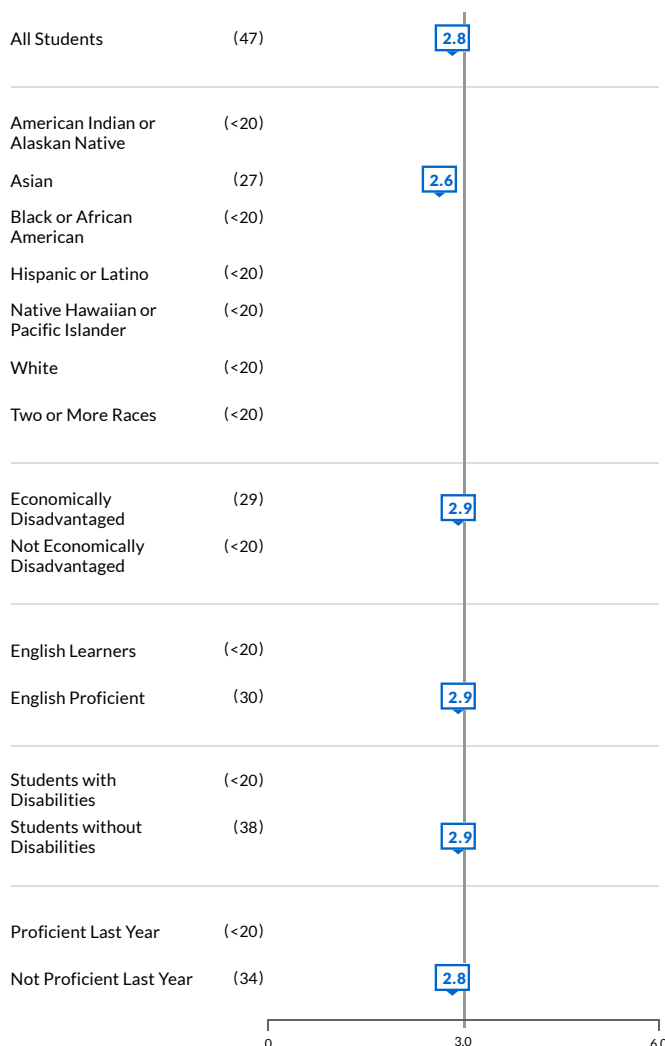 All Students (47) 2.8
American Indian or (<20)
Alaskan Native
Asian (27) 2.6
Black or African (<20)
American
Hispanic or Latino (<20)
Native Hawaiian or (<20)
Pacific Islander
White (<20)
Two or More Races (<20)
Economically (29) 2.9
Disadvantaged
Not Economically (<20)
Disadvantaged
English Learners (<20)
English Proficient (30) 2.9
Students with (<20)
Disabilities
Students without (38) 2.9
Disabilities
Proficient Last Year (<20)
Not Proficient Last Year (34) 2.8
0 3.0 6.0